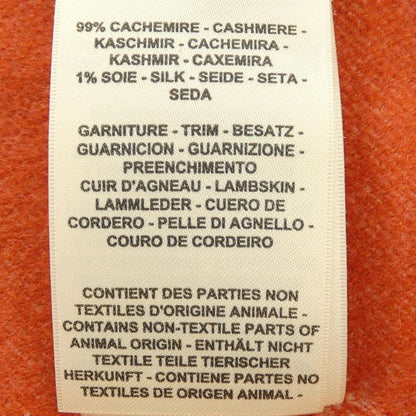 99% CACHEMIRE - CASHMERE -
KASCHMIR - CACHEMIRA -
KASHMIR - CAXEMIRA
1% SOIE - SILK - SEIDE - SETA -
SEDA
GARNITURE - TRIM - BESATZ -
GUARNICION - GUARNIZIONE -
PREENCHIMENTO
CUIR D'AGNEAU - LAMBSKIN -
LAMMLEDER - CUERO DE
CORDERO - PELLE DI AGNELLO -
COURO DE CORDEIRO
CONTIENT DES PARTIES NON
TEXTILES D'ORIGINE ANIMALE -
CONTAINS NON-TEXTILE PARTS OF
ANIMAL ORIGIN - ENTHÄLT NICHT
TEXTILE TEILE TIERISCHER
HERKUNFT - CONTIENE PARTES NO
TEXTILES DE ORIGEN ANIMAL -